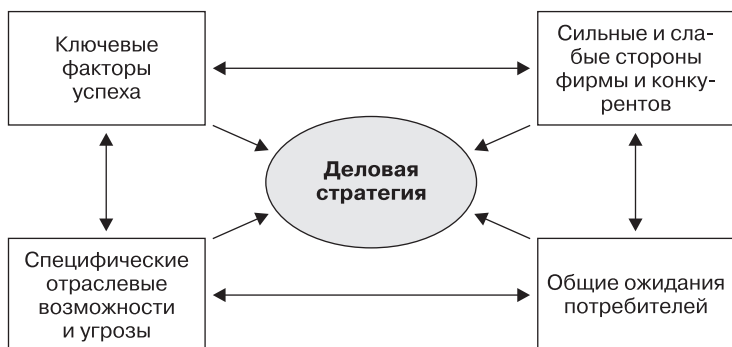 Ключевые
факторы
успеха
Сильные и сла-
бые стороны
фирмы и конку-
рентов
Деловая
стратегия
Специфические
отраслевые
возможности
и угрозы
Общие ожидания
потребителей